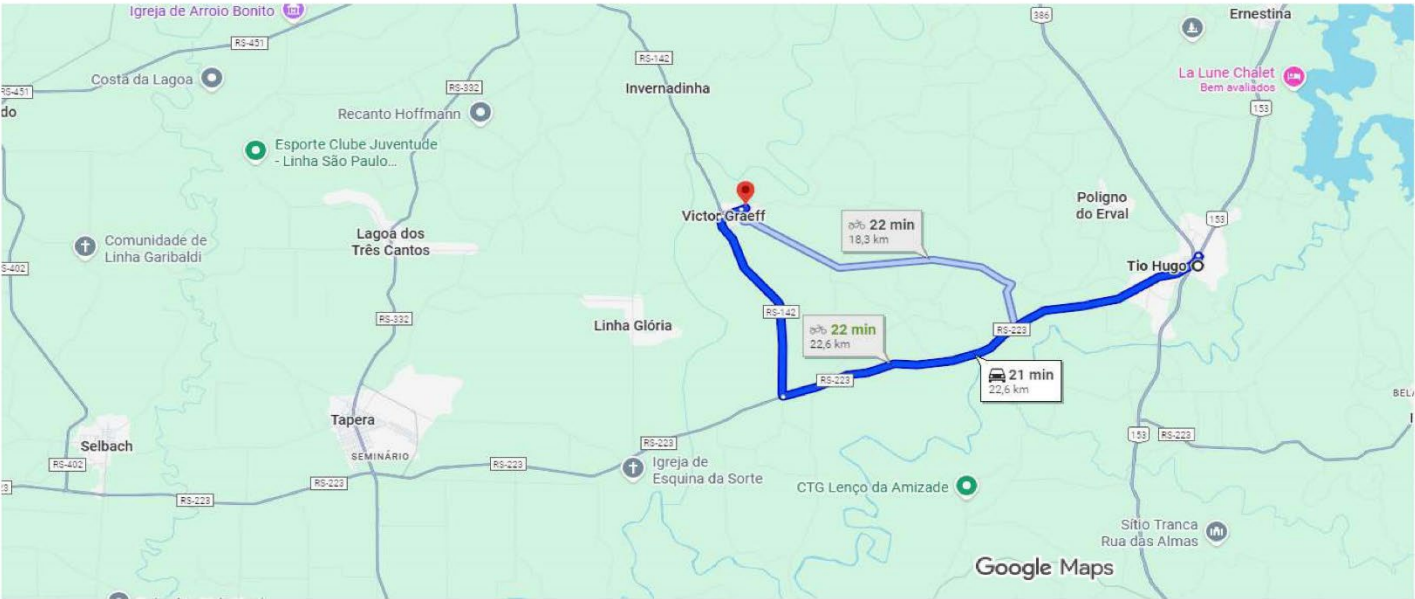 Igreja de Arroio Bonito
386
Ernestina
RS-451
RS-142
Costa da Lagoa
La Lune Chalet
Bem avaliados
RS-451
RS-332
Invernadinha
do
Recanto Hoffmann
153
Esporte Clube Juventude
- Linha São Paulo...
Poligno
do Erval
Victor Graeff
22 min
18,3 km
153
Lagoa dos
Três Cantos
Comunidade de
Linha Garibaldi
Tio Hugo
RS-142
RS-332
Linha Glória
22 min
22,6 km
RS-223
21 min
22,6 km
RS-223
Tapera
Selbach
SEMINÁRIO
RS-402
RS-223
RS-223
RS-223
RS-223
153
RS-223
Igreja de
Esquina da Sorte
CTG Lenço da Amizade
Sítio Tranca
Rua das Almas
Google Maps